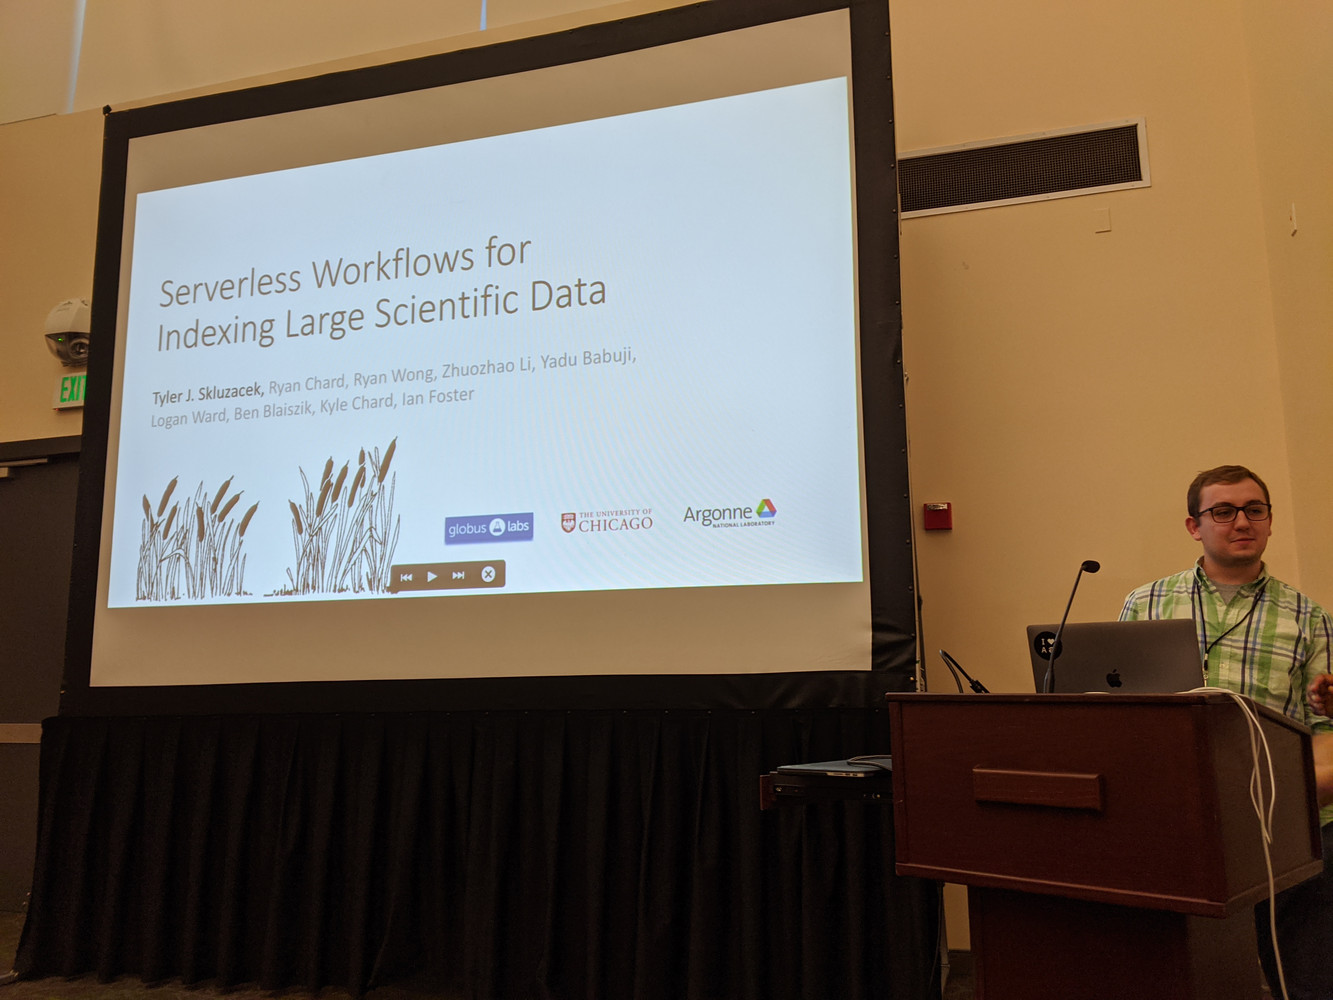 Serverless Workflows for
Indexing Large Scientific Data
Tyler J. Skluzacek, Ryan Chard, Ryan Wong, Zhuozhao Li, Yadu Babuji,
Logan Ward, Ben Blaiszik, Kyle Chard, Ian Foster
globus labs
THE UNIVERSITY OF
CHICAGO
Argonne
NATIONAL LABORATORY
EXIT
I